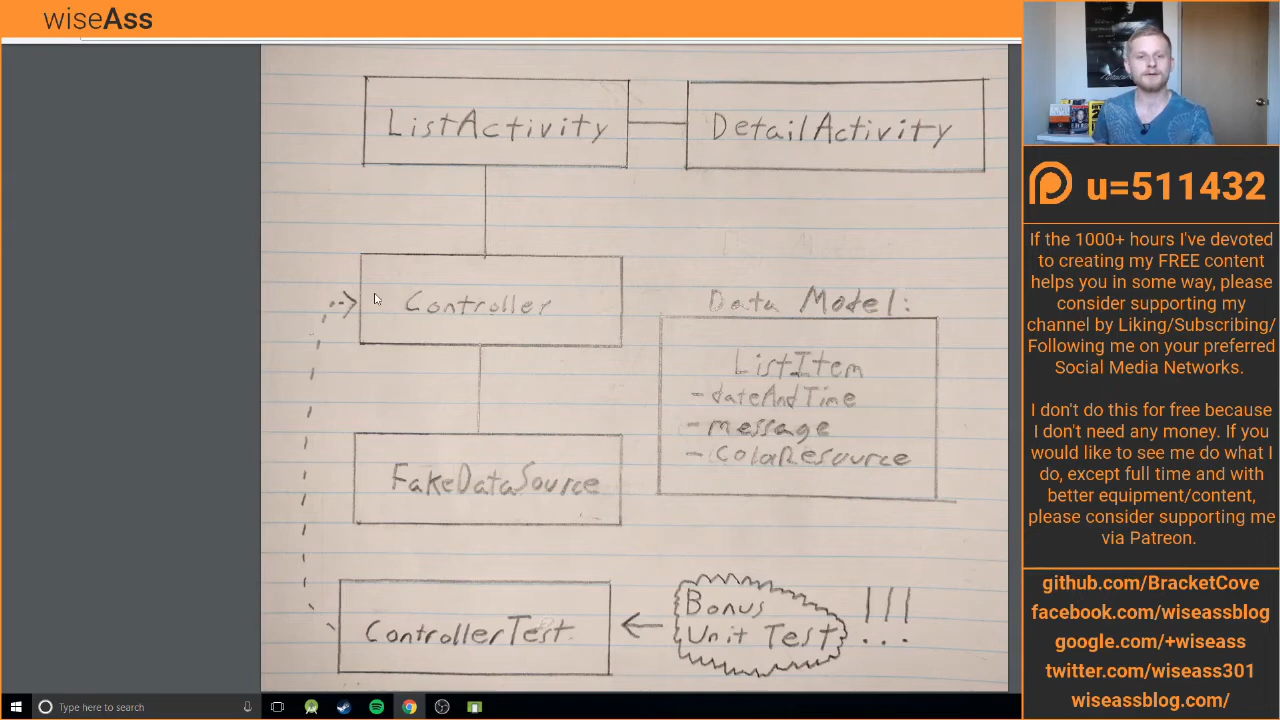 wiseAss
ListActivity
DetailActivity
Controller
Data Model:
ListItem
- dateAndTime
- message
- ColorResource
FakeDataSource
ControllerTest
Bonus
Unit Test
!!!
u=511432
If the 1000+ hours I've devoted
to creating my FREE content
helps you in some way, please
consider supporting my
channel by Liking/Subscribing/
Following me on your preferred
Social Media Networks.
I don't do this for free because
I don't need any money. If you
would like to see me do what I
do, except full time and with
better equipment/content,
please consider supporting me
via Patreon.
github.com/BracketCove
facebook.com/wiseassblog
google.com/+wiseass
twitter.com/wiseass301
wiseassblog.com/
Type here to search